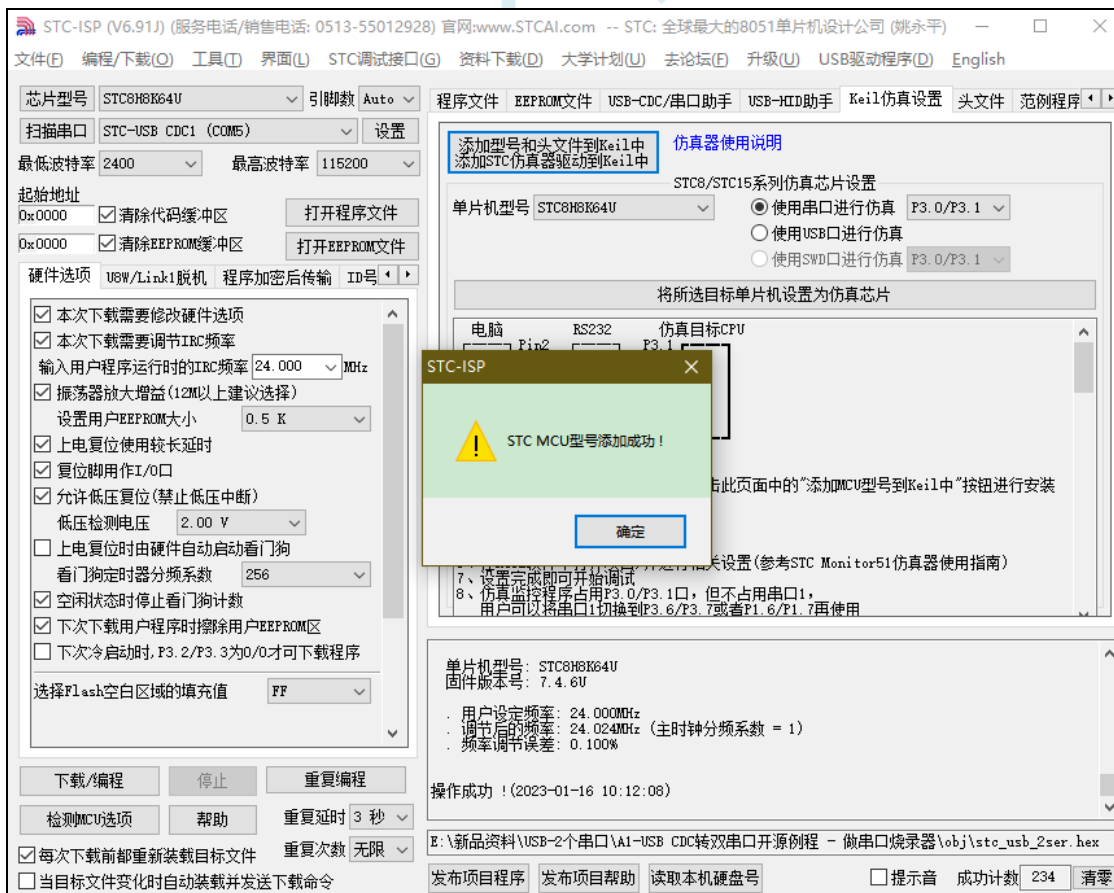 STC-ISP (V6.91J) (服务电话/销售电话: 0513-55012928) 官网:www.STCAI.com -- STC: 全球最大的8051单片机设计公司 (姚永平)
文件(F) 编程/下载(O) 工具(T) 界面(L) STC调试接口(G) 资料下载(D) 大学计划(U) 去论坛(F) 升级(U) USB驱动程序(D) English
芯片型号 STC8H8K64U 引脚数 Auto
扫描串口 STC-USB CDC1 (COM5) 设置
最低波特率 2400 最高波特率 115200
起始地址
0x0000 清除代码缓冲区 打开程序文件
0x0000 清除EEPROM缓冲区 打开EEPROM文件
硬件选项 U8W/Link1脱机 程序加密后传输 ID号
本次下载需要修改硬件选项
本次下载需要调节IRC频率
输入用户程序运行时的IRC频率 24.000 MHz
振荡器放大增益(12M以上建议选择)
设置用户EEPROM大小 0.5 K
上电复位使用较长延时
复位脚用作I/O口
允许低压复位(禁止低压中断)
低压检测电压 2.00 V
上电复位时由硬件自动启动看门狗
看门狗定时器分频系数 256
空闲状态时停止看门狗计数
下次下载用户程序时擦除用户EEPROM区
下次冷启动时,P3.2/P3.3为0/0才可下载程序
选择Flash空白区域的填充值 FF
下载/编程 停止 重复编程
检测MCU选项 帮助 重复延时 3 秒
每次下载前都重新装载目标文件 重复次数 无限
当目标文件变化时自动装载并发送下载命令
程序文件 EEPROM文件 USB-CDC/串口助手 USB-HID助手 Keil仿真设置 头文件 范例程序
添加型号和头文件到Keil中
添加STC仿真器驱动到Keil中
仿真器使用说明
STC8/STC15系列仿真芯片设置
单片机型号 STC8H8K64U 使用串口进行仿真 P3.0/P3.1
使用USB口进行仿真
使用SWD口进行仿真 P3.0/P3.1
将所选目标单片机设置为仿真芯片
电脑 RS232 仿真目标CPU
Pin2 P3.1
STC-ISP
STC MCU型号添加成功！
确定
击此页面中的"添加MCU型号到Keil中"按钮进行安装
相关设置(参考STC Monitor51仿真器使用指南)
7、设置完成即可开始调试
8、仿真监控程序占用P3.0/P3.1口，但不占用串口1，
用户可以将串口1切换到P3.6/P3.7或者P1.6/P1.7再使用
单片机型号: STC8H8K64U
固件版本号: 7.4.6U
. 用户设定频率: 24.000MHz
. 调节后的频率: 24.024MHz (主时钟分频系数 = 1)
. 频率调节误差: 0.100%
操作成功 !(2023-01-16 10:12:08)
E:\新品资料\USB-2个串口\A1-USB CDC转双串口开源例程 - 做串口烧录器\obj\stc_usb_2ser.hex
发布项目程序 发布项目帮助 读取本机硬盘号 提示音 成功计数 234 清零